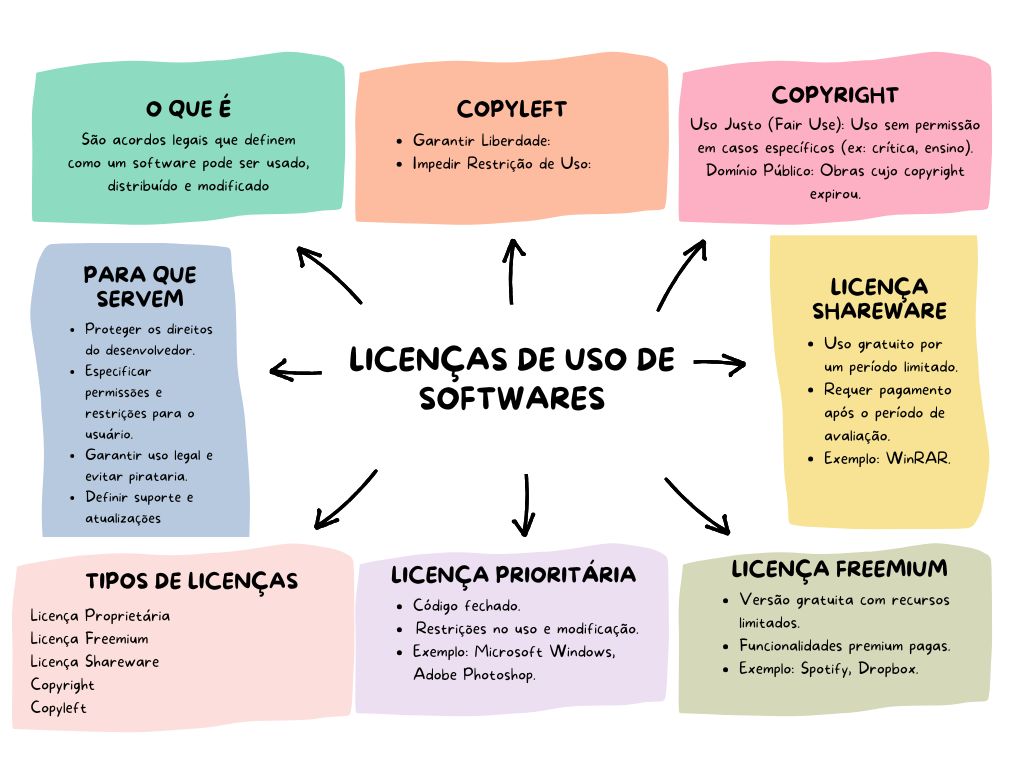 O QUE É
São acordos legais que definem
como um software pode ser usado,
distribuído e modificado
COPYLEFT
• Garantir Liberdade:
• Impedir Restrição de Uso:
COPYRIGHT
Uso Justo (Fair Use): Uso sem permissão
em casos específicos (ex: crítica, ensino).
Domínio Público: Obras cujo copyright
expirou.
PARA QUE
SERVEM
• Proteger os direitos
do desenvolvedor.
• Especificar
permissões e
restrições para o
usuário.
• Garantir uso legal e
evitar pirataria.
• Definir suporte e
atualizações
LICENÇAS DE USO DE
SOFTWARES
LICENÇA
SHAREWARE
• Uso gratuito por
um período limitado.
• Requer pagamento
após o período de
avaliação.
• Exemplo: WinRAR.
TIPOS DE LICENÇAS
Licença Proprietária
Licença Freemium
Licença Shareware
Copyright
Copyleft
LICENÇA PRIORITÁRIA
• Código fechado.
• Restrições no uso e modificação.
• Exemplo: Microsoft Windows,
Adobe Photoshop.
LICENÇA FREEMIUM
• Versão gratuita com recursos
limitados.
• Funcionalidades premium pagas.
• Exemplo: Spotify, Dropbox.